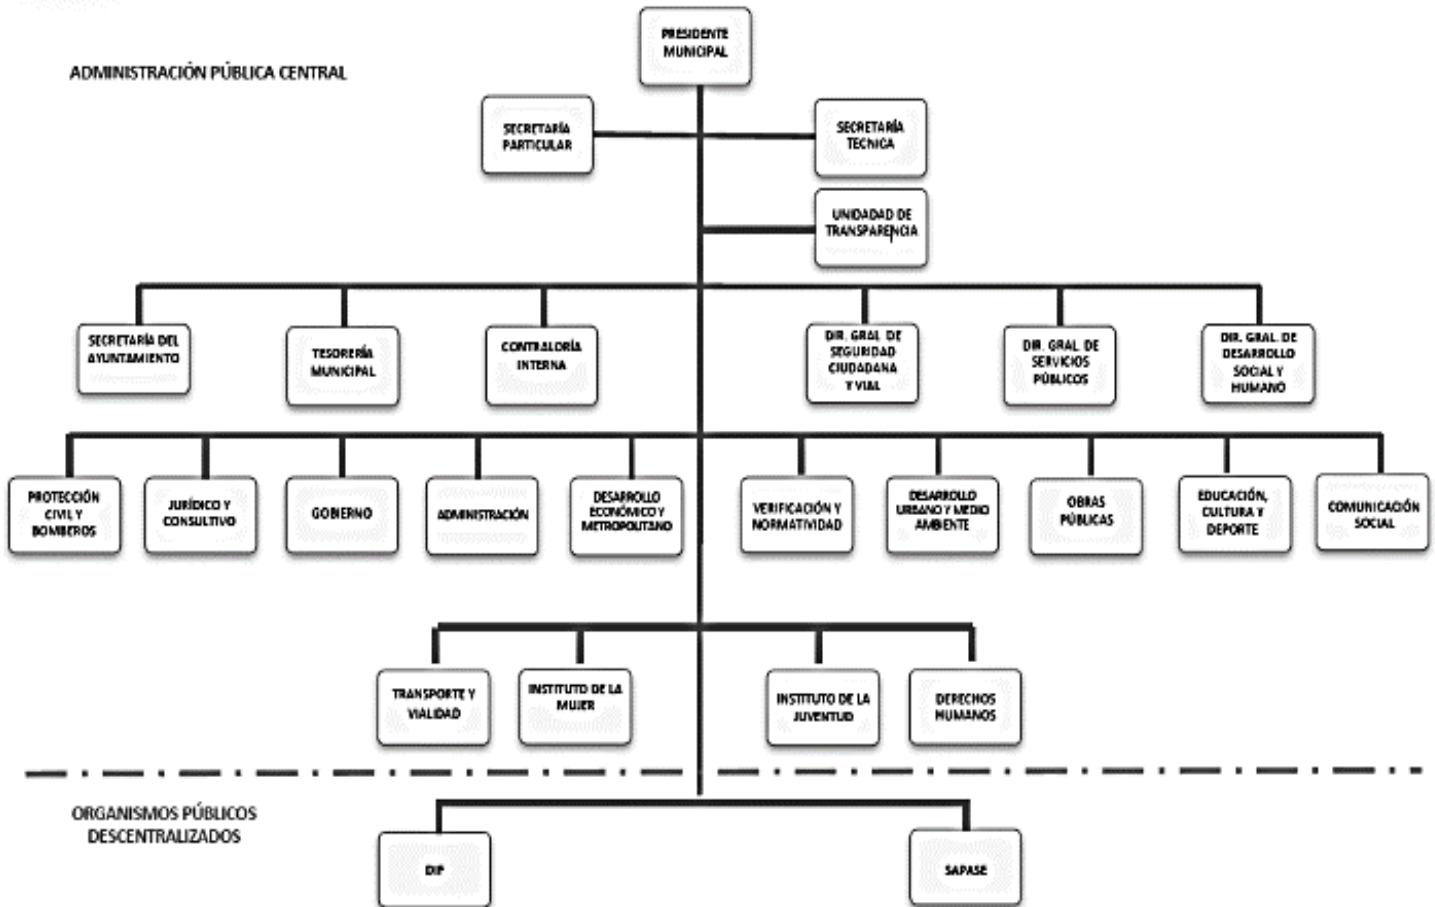 PRESIDENTE
MUNICIPAL
ADMINISTRACIÓN PÚBLICA CENTRAL
SECRETARÍA
PARTICULAR
SECRETARÍA
TECNICA
UNIDADAD DE
TRANSPARENCIA
SECRETARÍA DEL
AYUNTAMIENTO
TESORERÍA
MUNICIPAL
CONTRALORÍA
INTERNA
DIR. GRAL. DE
SEGURIDAD
CIUDADANA
Y VIAL
DIR. GRAL. DE
SERVICIOS
PÚBLICOS
DIR. GRAL. DE
DESARROLLO
SOCIAL Y
HUMANO
PROTECCIÓN
CIVIL Y
BOMBEROS
JURÍDICO Y
CONSULTIVO
GOBIERNO
ADMINISTRACIÓN
DESARROLLO
ECONÓMICO Y
METROPOLITANO
VERIFICACIÓN Y
NORMATIVIDAD
DESARROLLO
URBANO Y MEDIO
AMBIENTE
OBRAS
PÚBLICAS
EDUCACIÓN,
CULTURA Y
DEPORTE
COMUNICACIÓN
SOCIAL
TRANSPORTE Y
VIALIDAD
INSTITUTO DE LA
MUJER
INSTITUTO DE LA
JUVENTUD
DERECHOS
HUMANOS
ORGANISMOS PÚBLICOS
DESCENTRALIZADOS
DIF
SAPASE